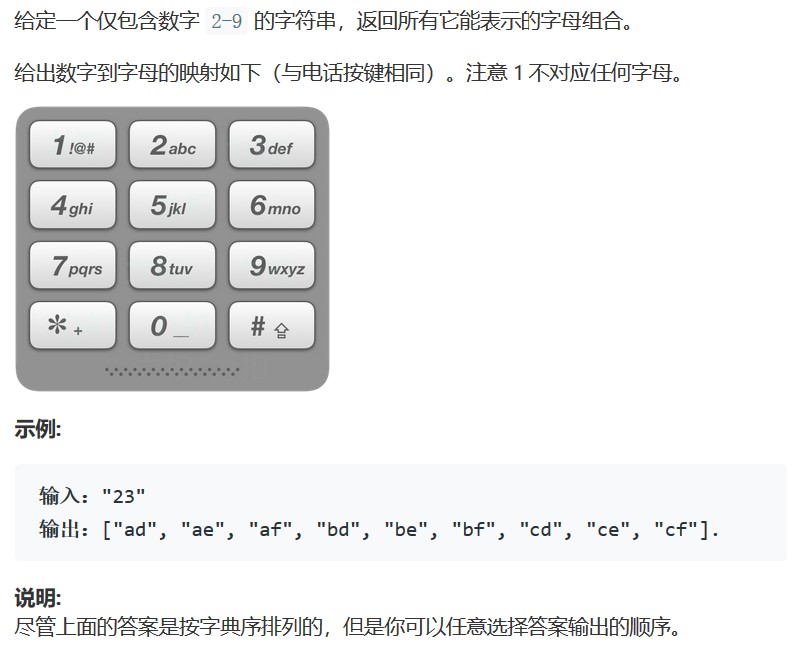 给定一个仅包含数字 2-9 的字符串，返回所有它能表示的字母组合。
给出数字到字母的映射如下（与电话按键相同）。注意 1 不对应任何字母。
1 !@# 2 abc 3 def
4 ghi 5 jkl 6 mno
7 pqrs 8 tuv 9 wxyz
* + 0 _ #
示例:
输入："23"
输出：["ad", "ae", "af", "bd", "be", "bf", "cd", "ce", "cf"].
说明:
尽管上面的答案是按字典序排列的，但是你可以任意选择答案输出的顺序。